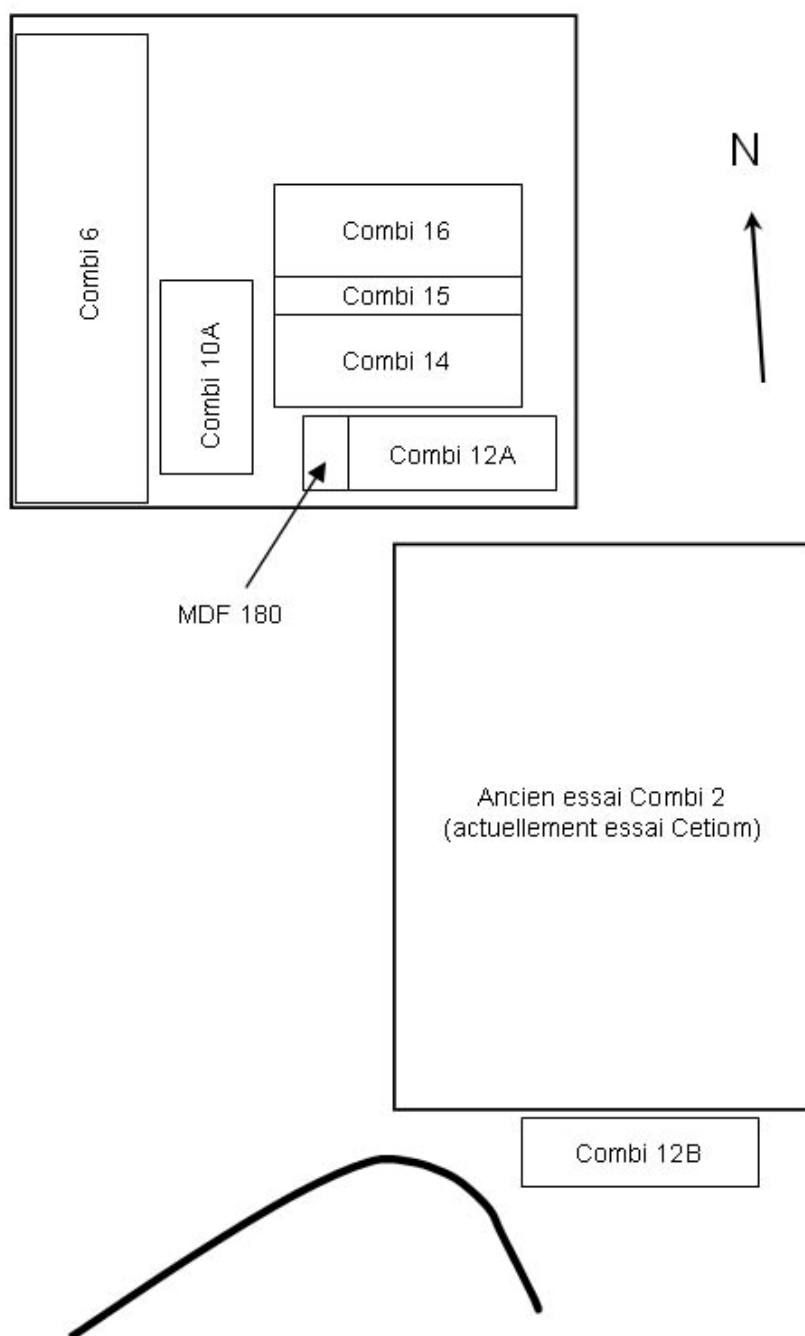 N
Combi 6
Combi 10A
Combi 16
Combi 15
Combi 14
Combi 12A
MDF 180
Ancien essai Combi 2
(actuellement essai Cetiom)
Combi 12B